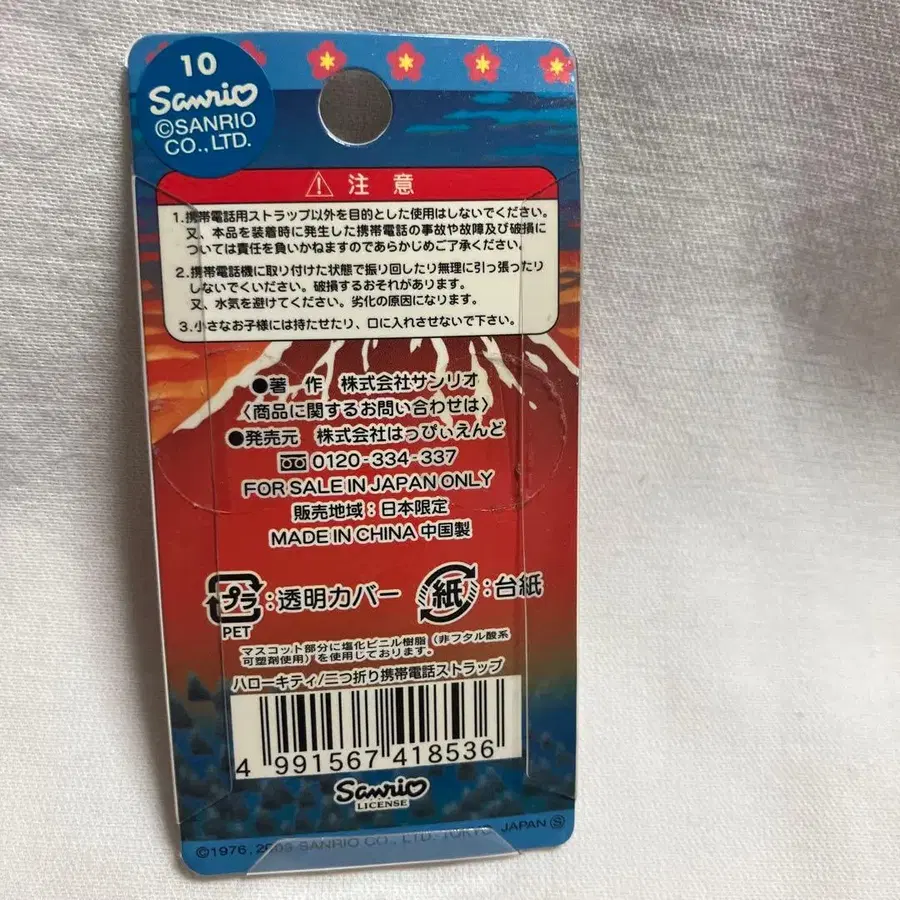 10
Sanrio
©SANRIO
CO.,LTD.
⚠ 注意
1.携帯電話用ストラップ以外を目的とした使用はしないでください。
又、本品を装着時に発生した携帯電話の事故や故障及び破損に
ついては責任を負いかねますのであらかじめご了承ください。
2.携帯電話機に取り付けた状態で振り回したり無理に引っ張ったり
しないでくいださい。破損するおそれがあります。
又、水気を避けてください。劣化の原因になります。
3.小さなお子様には持たせたり、口に入れさせないで下さい。
●著 作 株式会社サンリオ
〈商品に関するお問い合わせは〉
●発売元 株式会社はっぴぃえんど
0120-334-337
FOR SALE IN JAPAN ONLY
販売地域：日本限定
MADE IN CHINA 中国製
プラ：透明カバー 紙：台紙
PET
マスコット部分に塩化ビニル樹脂（非フタル酸系
可塑剤使用）を使用しております。
ハローキティ/二つ折り携帯電話ストラップ
4 991567 418536
Sanrio
LICENSE
©1976, 2009 SANRIO CO., LTD. TOKYO, JAPAN Ⓢ